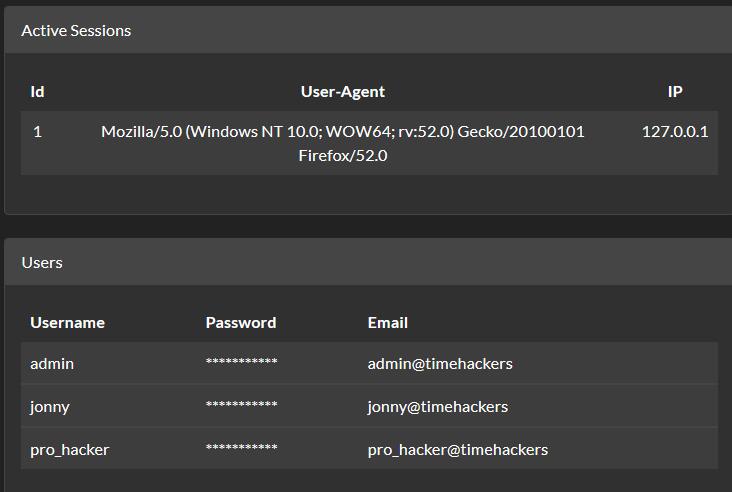 Active Sessions
Id User-Agent IP
1 Mozilla/5.0 (Windows NT 10.0; WOW64; rv:52.0) Gecko/20100101 127.0.0.1
Firefox/52.0
Users
Username Password Email
admin *********** admin@timehackers
jonny *********** jonny@timehackers
pro_hacker *********** pro_hacker@timehackers